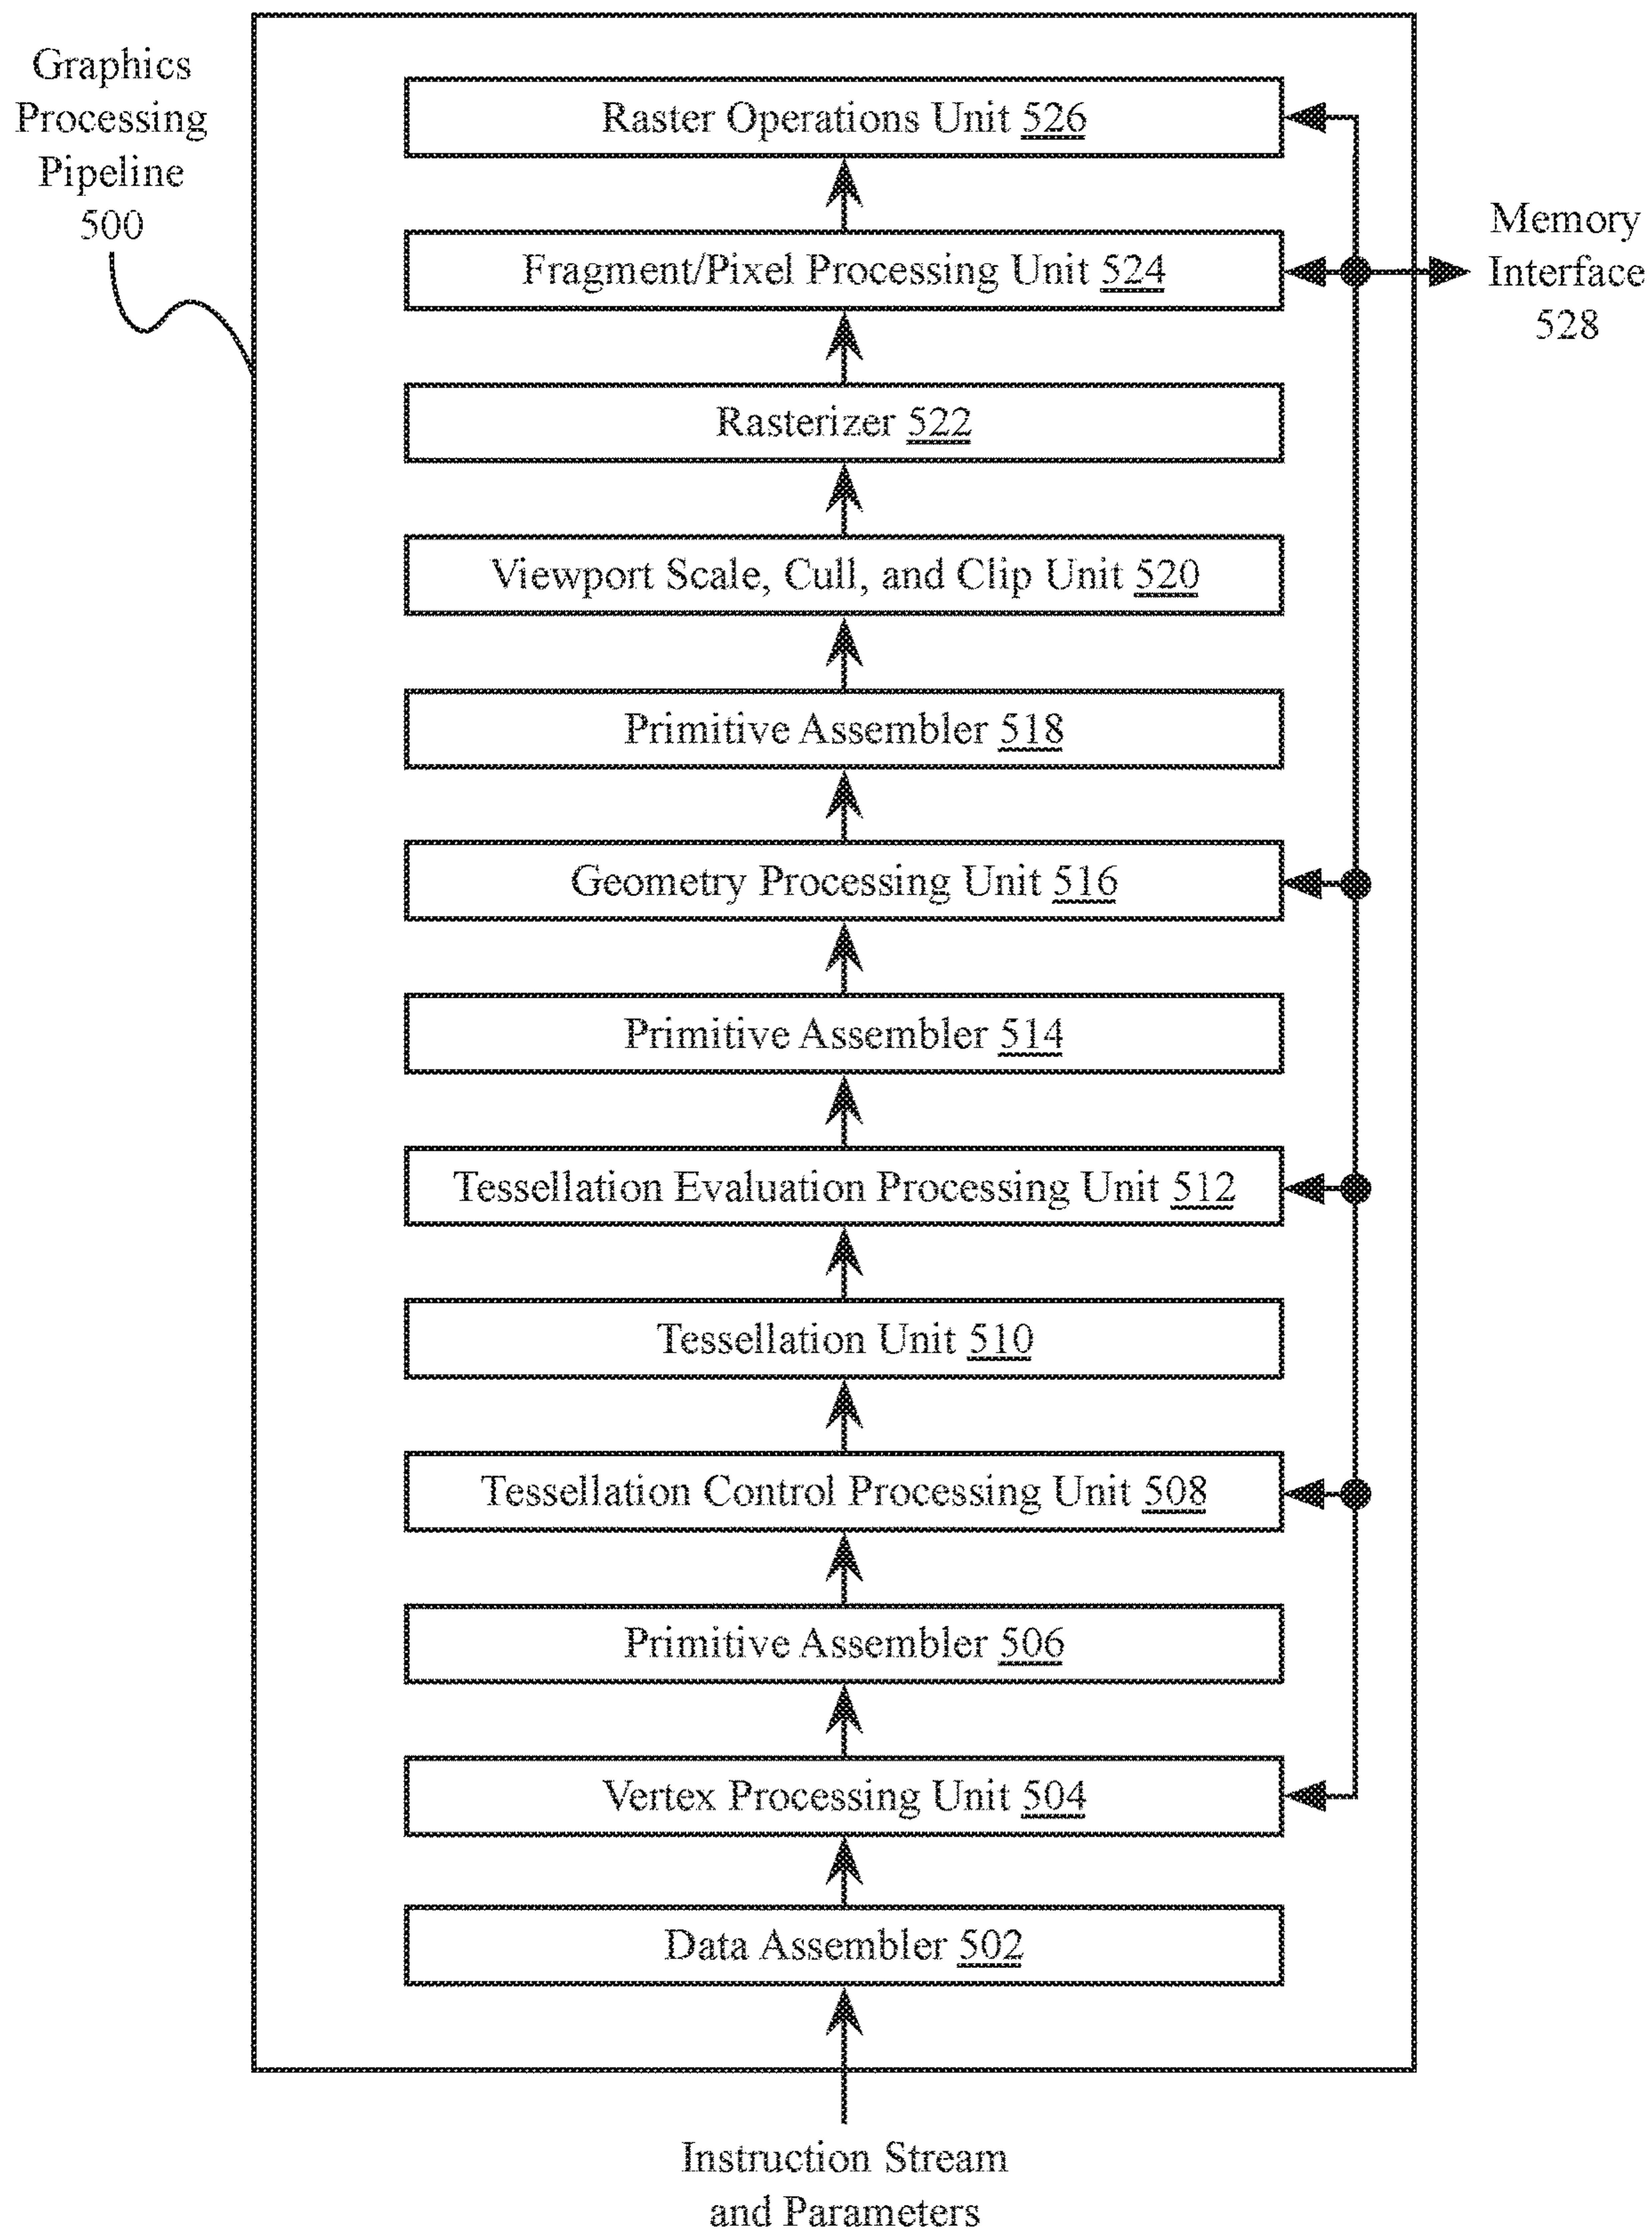 Graphics
Processing
Pipeline
500
Raster Operations Unit 526
Memory
Interface
528
Fragment/Pixel Processing Unit 524
Rasterizer 522
Viewport Scale, Cull, and Clip Unit 520
Primitive Assembler 518
Geometry Processing Unit 516
Primitive Assembler 514
Tessellation Evaluation Processing Unit 512
Tessellation Unit 510
Tessellation Control Processing Unit 508
Primitive Assembler 506
Vertex Processing Unit 504
Data Assembler 502
Instruction Stream
and Parameters